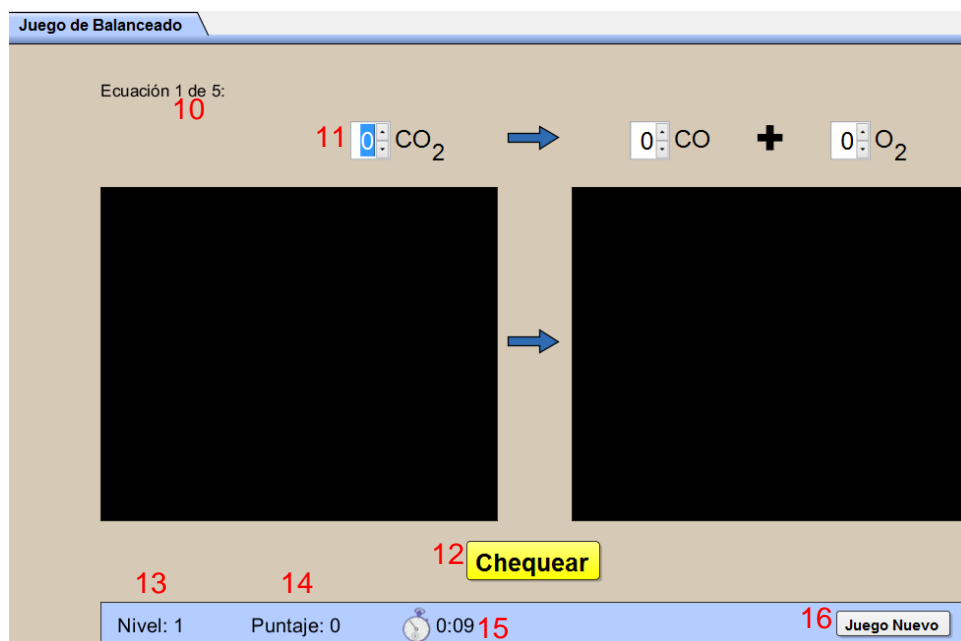 Juego de Balanceado
Ecuación 1 de 5:
10
11 0 CO2 0 CO + 0 O2
12 Chequear
13 14
Nivel: 1 Puntaje: 0 0:09 15 16 Juego Nuevo